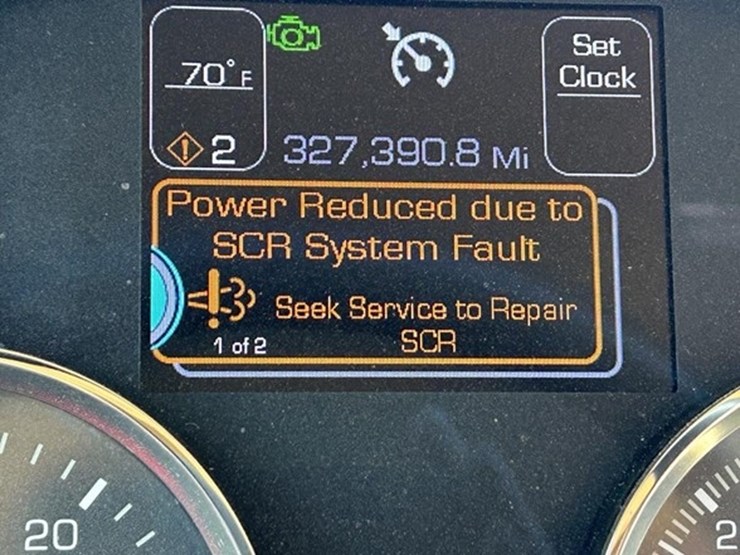 70°F
Set
Clock
2
327,390.8 Mi
Power Reduced due to
SCR System Fault
Seek Service to Repair
SCR
1 of 2
20
2